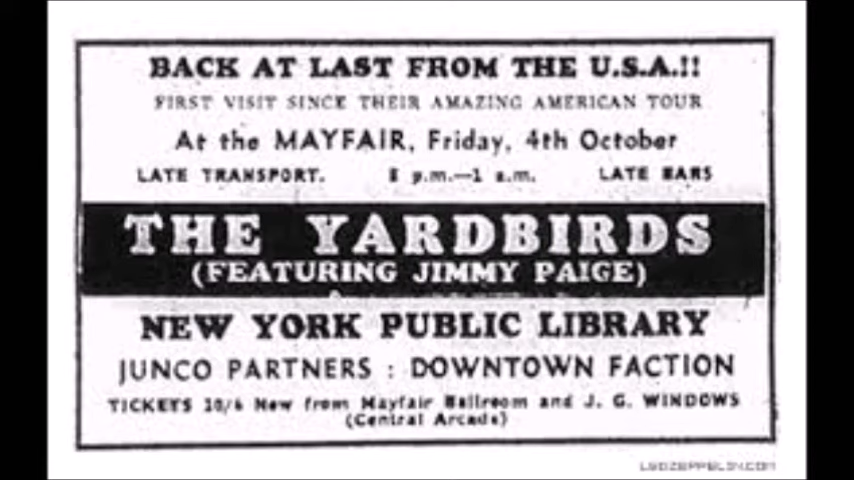 BACK AT LAST FROM THE U.S.A.!!
FIRST VISIT SINCE THEIR AMAZING AMERICAN TOUR
At the MAYFAIR, Friday, 4th October
LATE TRANSPORT. 8 p.m.—1 a.m. LATE BARS
THE YARDBIRDS
(FEATURING JIMMY PAIGE)
NEW YORK PUBLIC LIBRARY
JUNCO PARTNERS : DOWNTOWN FACTION
TICKETS 10/6 Now from Mayfair Ballroom and J. G. WINDOWS
(Central Arcade)
LEDZEPPELIN.COM